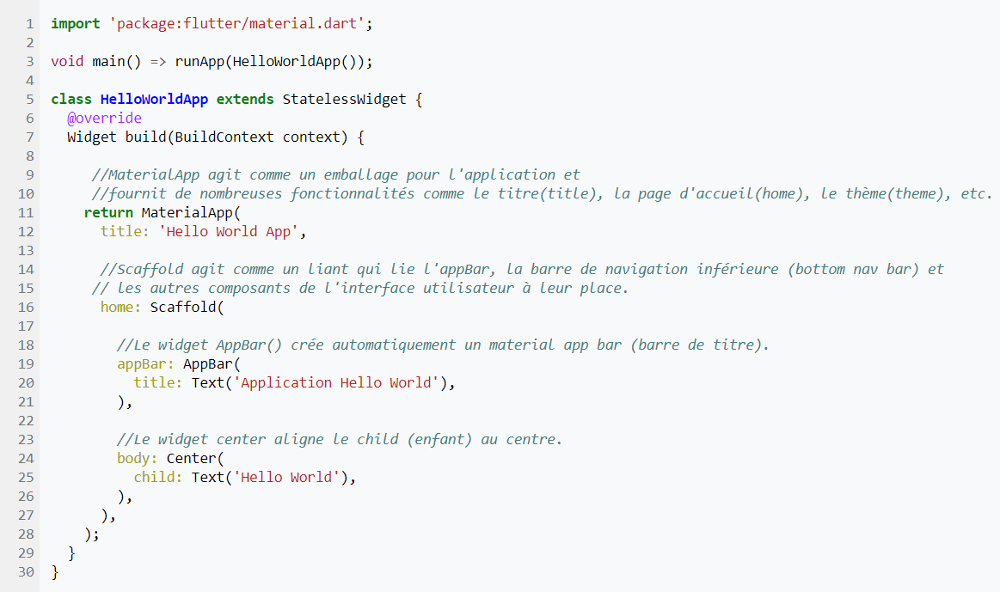 1 import 'package:flutter/material.dart';
2
3 void main() => runApp(HelloWorldApp());
4
5 class HelloWorldApp extends StatelessWidget {
6   @override
7   Widget build(BuildContext context) {
8
9      //MaterialApp agit comme un emballage pour l'application et
10      //fournit de nombreuses fonctionnalités comme le titre(title), la page d'accueil(home), le thème(theme), etc.
11     return MaterialApp(
12       title: 'Hello World App',
13
14       //Scaffold agit comme un liant qui lie l'appBar, la barre de navigation inférieure (bottom nav bar) et
15      // les autres composants de l'interface utilisateur à leur place.
16       home: Scaffold(
17
18         //Le widget AppBar() crée automatiquement un material app bar (barre de titre).
19         appBar: AppBar(
20           title: Text('Application Hello World'),
21         ),
22
23         //Le widget center aligne le child (enfant) au centre.
24         body: Center(
25           child: Text('Hello World'),
26         ),
27       ),
28     );
29   }
30 }